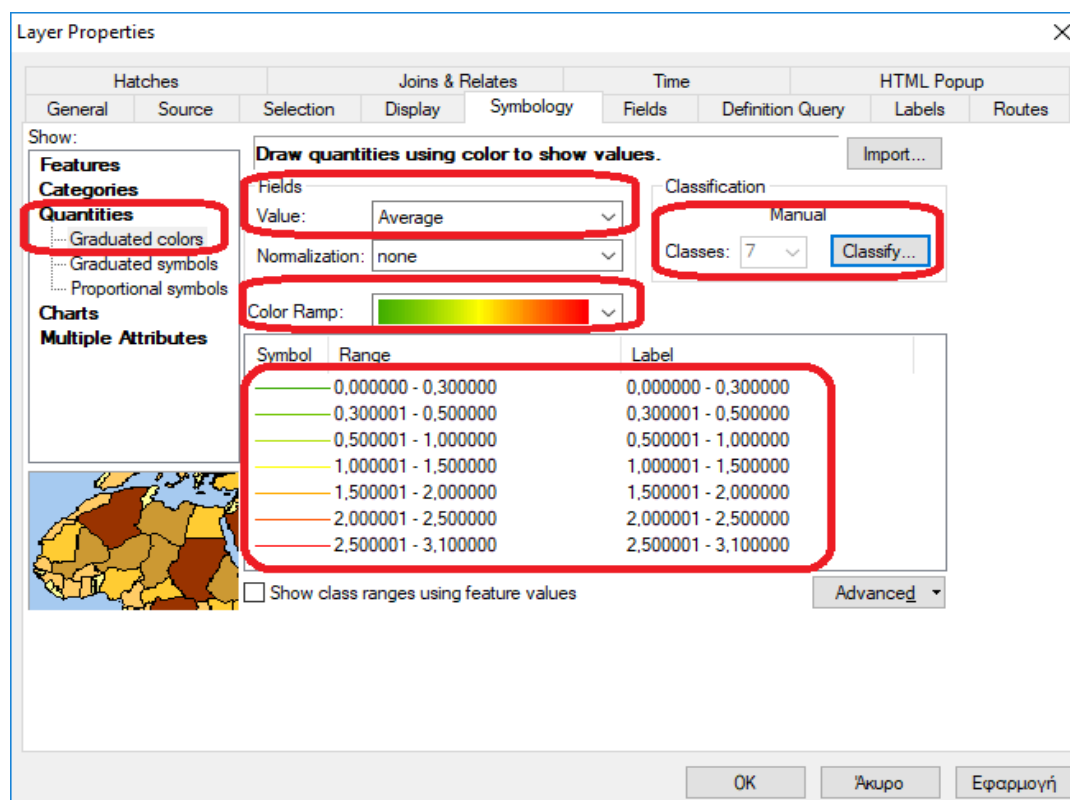 Layer Properties
Hatches Joins & Relates Time HTML Popup
General Source Selection Display Symbology Fields Definition Query Labels Routes
Show:
Features
Categories
Quantities
Graduated colors
Graduated symbols
Proportional symbols
Charts
Multiple Attributes
Draw quantities using color to show values.
Import...
Fields
Value: Average
Normalization: none
Classification
Manual
Classes: 7 Classify...
Color Ramp:
Symbol Range Label
0,000000 - 0,300000 0,000000 - 0,300000
0,300001 - 0,500000 0,300001 - 0,500000
0,500001 - 1,000000 0,500001 - 1,000000
1,000001 - 1,500000 1,000001 - 1,500000
1,500001 - 2,000000 1,500001 - 2,000000
2,000001 - 2,500000 2,000001 - 2,500000
2,500001 - 3,100000 2,500001 - 3,100000
Show class ranges using feature values
Advanced
OK Άκυρο Εφαρμογή